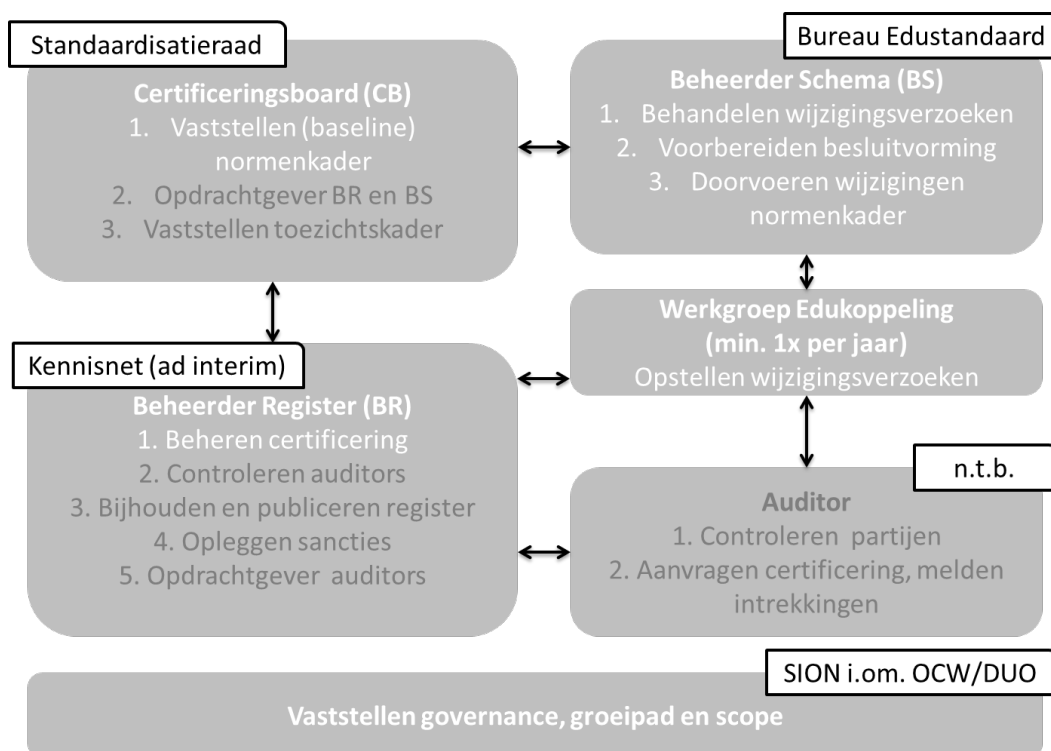 Standaardisatieraad
Certificeringsboard (CB)
1. Vaststellen (baseline)
normenkader
2. Opdrachtgever BR en BS
3. Vaststellen toezichtskader
Bureau Edustandaard
Beheerder Schema (BS)
1. Behandelen wijzigingsverzoeken
2. Voorbereiden besluitvorming
3. Doorvoeren wijzigingen
normenkader
Werkgroep Edukoppeling
(min. 1x per jaar)
Opstellen wijzigingsverzoeken
Kennisnet (ad interim)
Beheerder Register (BR)
1. Beheren certificering
2. Controleren auditors
3. Bijhouden en publiceren register
4. Opleggen sancties
5. Opdrachtgever auditors
n.t.b.
Auditor
1. Controleren partijen
2. Aanvragen certificering, melden
intrekkingen
SION i.om. OCW/DUO
Vaststellen governance, groeipad en scope